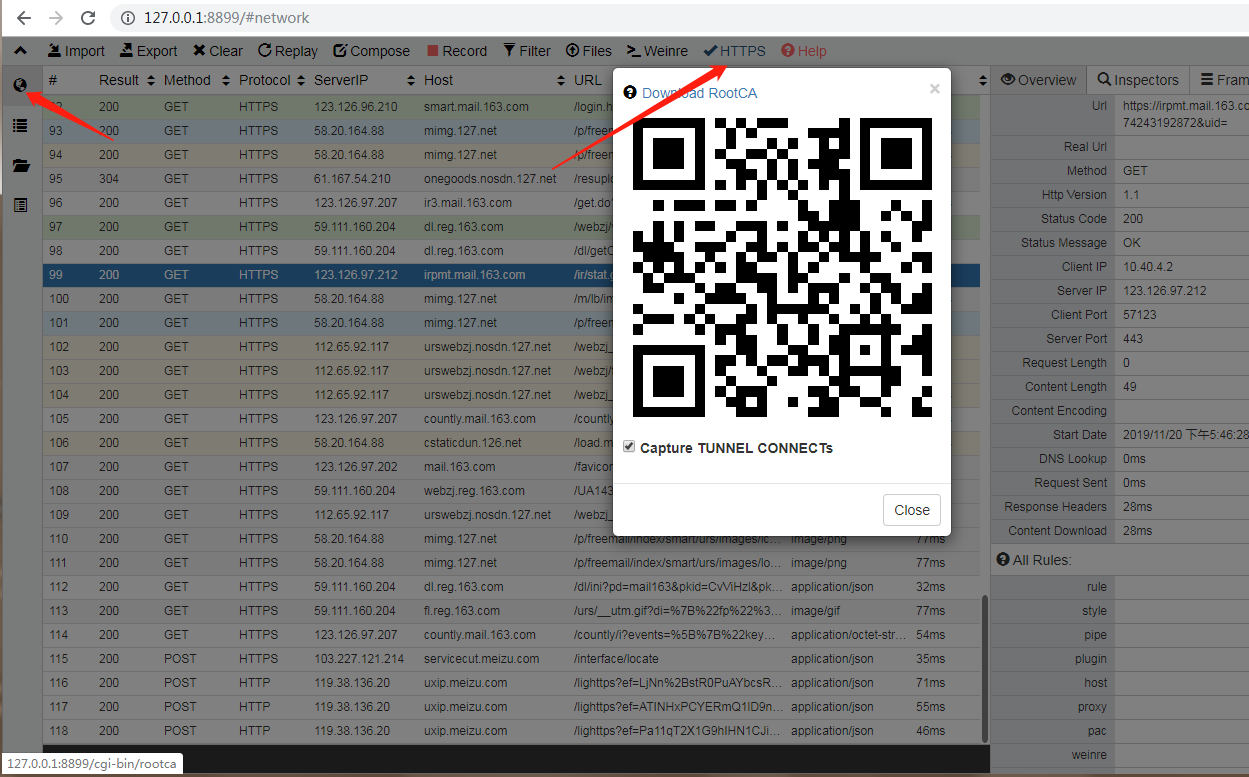 127.0.0.1:8899/#network
Import Export Clear Replay Compose Record Filter Files Weinre HTTPS Help
# Result Method Protocol ServerIP Host URL
200 GET HTTPS 123.126.96.210 smart.mail.163.com /login.h
93 200 GET HTTPS 58.20.164.88 mimg.127.net /p/freem
94 200 GET HTTPS 58.20.164.88 mimg.127.net /p/freem
95 304 GET HTTPS 61.167.54.210 onegoods.nosdn.127.net /resuplo
96 200 GET HTTPS 123.126.97.207 ir3.mail.163.com /get.do
97 200 GET HTTPS 59.111.160.204 dl.reg.163.com /webzj/
98 200 GET HTTPS 59.111.160.204 dl.reg.163.com /dl/getC
99 200 GET HTTPS 123.126.97.212 irpmt.mail.163.com /ir/stat.
100 200 GET HTTPS 58.20.164.88 mimg.127.net /m/lb/im
101 200 GET HTTPS 58.20.164.88 mimg.127.net /p/freem
102 200 GET HTTPS 112.65.92.117 urswebzj.nosdn.127.net /webzj_
103 200 GET HTTPS 112.65.92.117 urswebzj.nosdn.127.net /webzj/
104 200 GET HTTPS 112.65.92.117 urswebzj.nosdn.127.net /webzj_
105 200 GET HTTPS 123.126.97.207 countly.mail.163.com /countly
106 200 GET HTTPS 58.20.164.88 cstaticdun.126.net /load.m
107 200 GET HTTPS 123.126.97.202 mail.163.com /favicon
108 200 GET HTTPS 59.111.160.204 webzj.reg.163.com /UA143
109 200 GET HTTPS 112.65.92.117 urswebzj.nosdn.127.net /webzj_
110 200 GET HTTPS 58.20.164.88 mimg.127.net /p/freemail/index/smart/urs/images/ic... image/png 77ms
111 200 GET HTTPS 58.20.164.88 mimg.127.net /p/freemail/index/smart/urs/images/lo... image/png 77ms
112 200 GET HTTPS 59.111.160.204 dl.reg.163.com /dl/ini?pd=mail163&pkid=CvViHzl&pk... application/json 32ms
113 200 GET HTTPS 59.111.160.204 fl.reg.163.com /urs/__utm.gif?di=%7B%22fp%22%3... image/gif 77ms
114 200 GET HTTPS 123.126.97.207 countly.mail.163.com /countly/i?events=%5B%7B%22key... application/octet-str... 54ms
115 200 POST HTTPS 103.227.121.214 servicecut.meizu.com /interface/locate application/json 35ms
116 200 POST HTTP 119.38.136.20 uxip.meizu.com /lighttps?ef=LjNn%2BstR0PuAYbcsR... application/json 71ms
117 200 POST HTTP 119.38.136.20 uxip.meizu.com /lighttps?ef=ATINHxPCYERmQ1lD9n... application/json 55ms
118 200 POST HTTP 119.38.136.20 uxip.meizu.com /lighttps?ef=Pa11qT2X1G9hIHN1CJi... application/json 46ms
Download RootCA
×
Capture TUNNEL CONNECTs
Close
Overview Inspectors Fram
Url https://irpmt.mail.163.co
74243192872&uid=
Real Url
Method GET
Http Version 1.1
Status Code 200
Status Message OK
Client IP 10.40.4.2
Server IP 123.126.97.212
Client Port 57123
Server Port 443
Request Length 0
Content Length 49
Content Encoding
Start Date 2019/11/20 下午5:46:28
DNS Lookup 0ms
Request Sent 0ms
Response Headers 28ms
Content Download 28ms
All Rules:
rule
style
pipe
plugin
host
proxy
pac
weinre
127.0.0.1:8899/cgi-bin/rootca